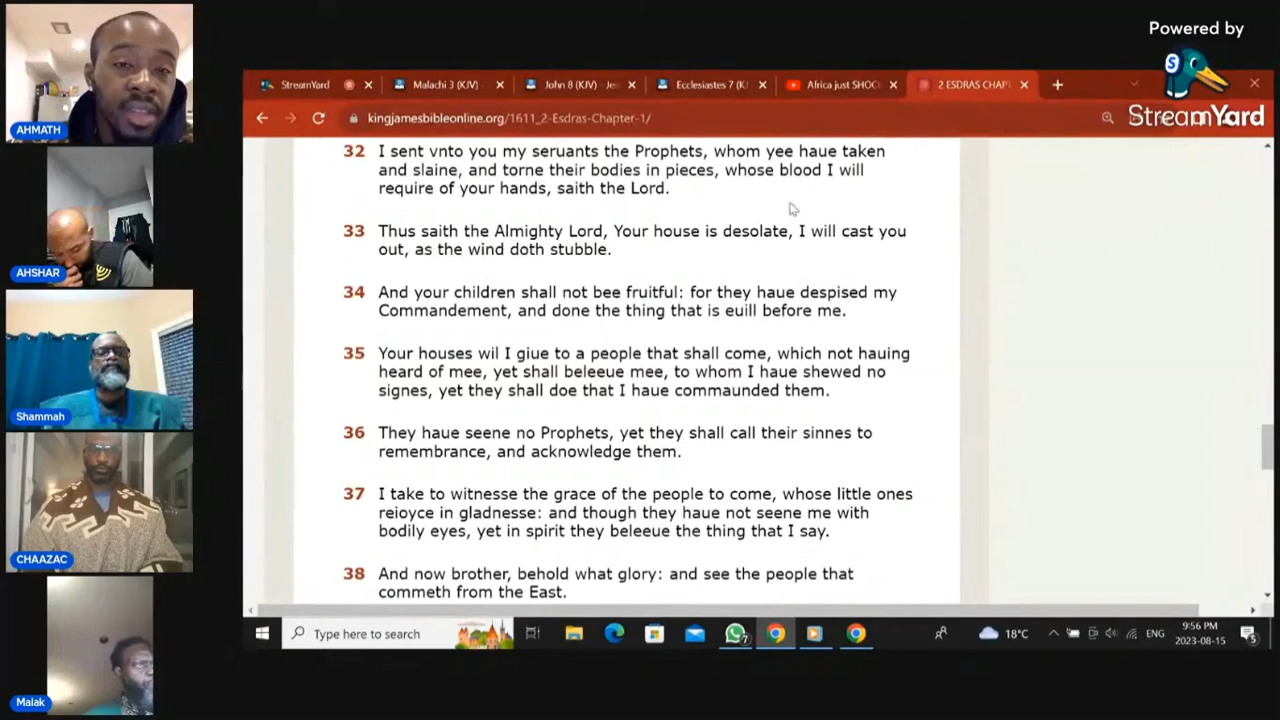 Powered by
StreamYard
AHMATH
AHSHAR
Shammah
CHAAZAC
Malak
StreamYard
Malachi 3 (KJV)
John 8 (KJV) - Je
Ecclesiastes 7 (KJ
Africa just SHOC
2 ESDRAS CHAPT
kingjamesbibleonline.org/1611_2-Esdras-Chapter-1/
32 I sent vnto you my seruants the Prophets, whom yee haue taken
and slaine, and torne their bodies in pieces, whose blood I will
require of your hands, saith the Lord.
33 Thus saith the Almighty Lord, Your house is desolate, I will cast you
out, as the wind doth stubble.
34 And your children shall not bee fruitful: for they haue despised my
Commandement, and done the thing that is euill before me.
35 Your houses wil I giue to a people that shall come, which not hauing
heard of mee, yet shall beleeue mee, to whom I haue shewed no
signes, yet they shall doe that I haue commaunded them.
36 They haue seene no Prophets, yet they shall call their sinnes to
remembrance, and acknowledge them.
37 I take to witnesse the grace of the people to come, whose little ones
reioyce in gladnesse: and though they haue not seene me with
bodily eyes, yet in spirit they beleeue the thing that I say.
38 And now brother, behold what glory: and see the people that
commeth from the East.
Type here to search
7
18°C
ENG
9:56 PM
2023-08-15
5